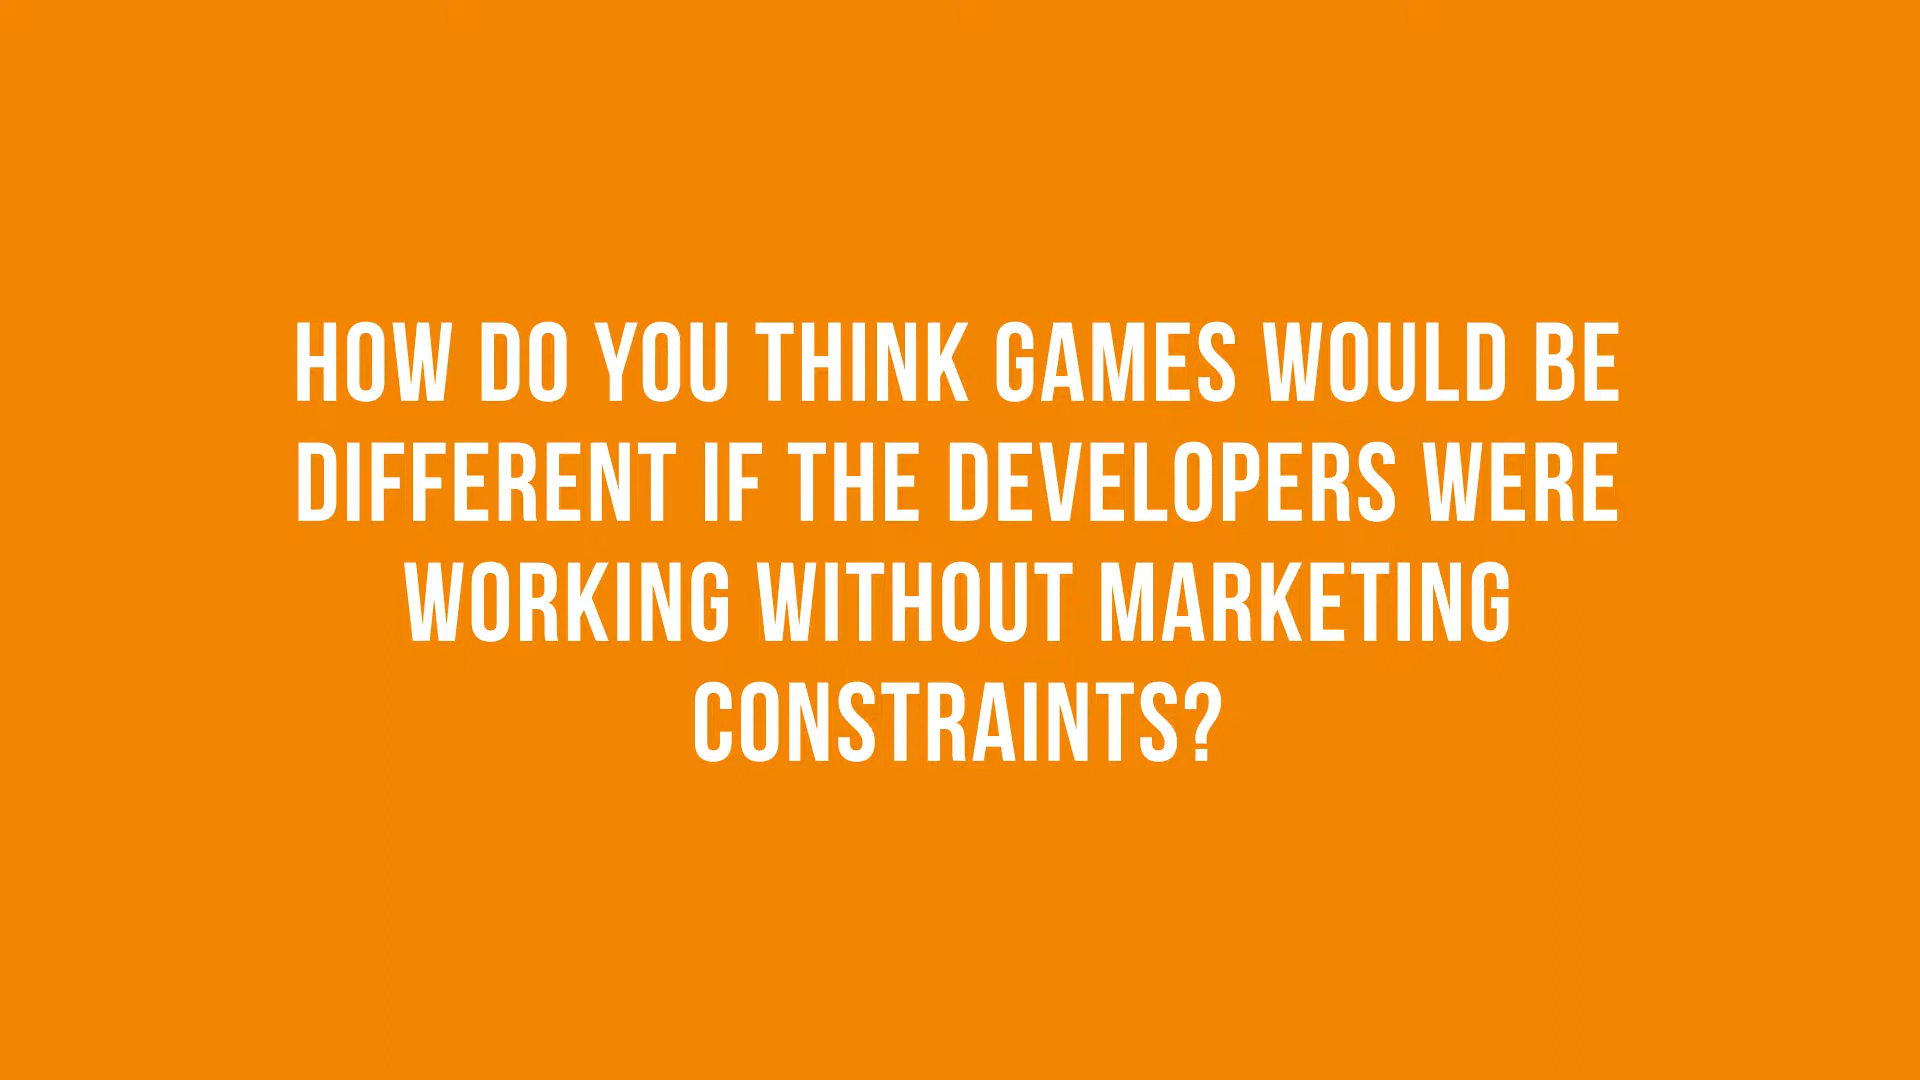 HOW DO YOU THINK GAMES WOULD BE
DIFFERENT IF THE DEVELOPERS WERE
WORKING WITHOUT MARKETING
CONSTRAINTS?